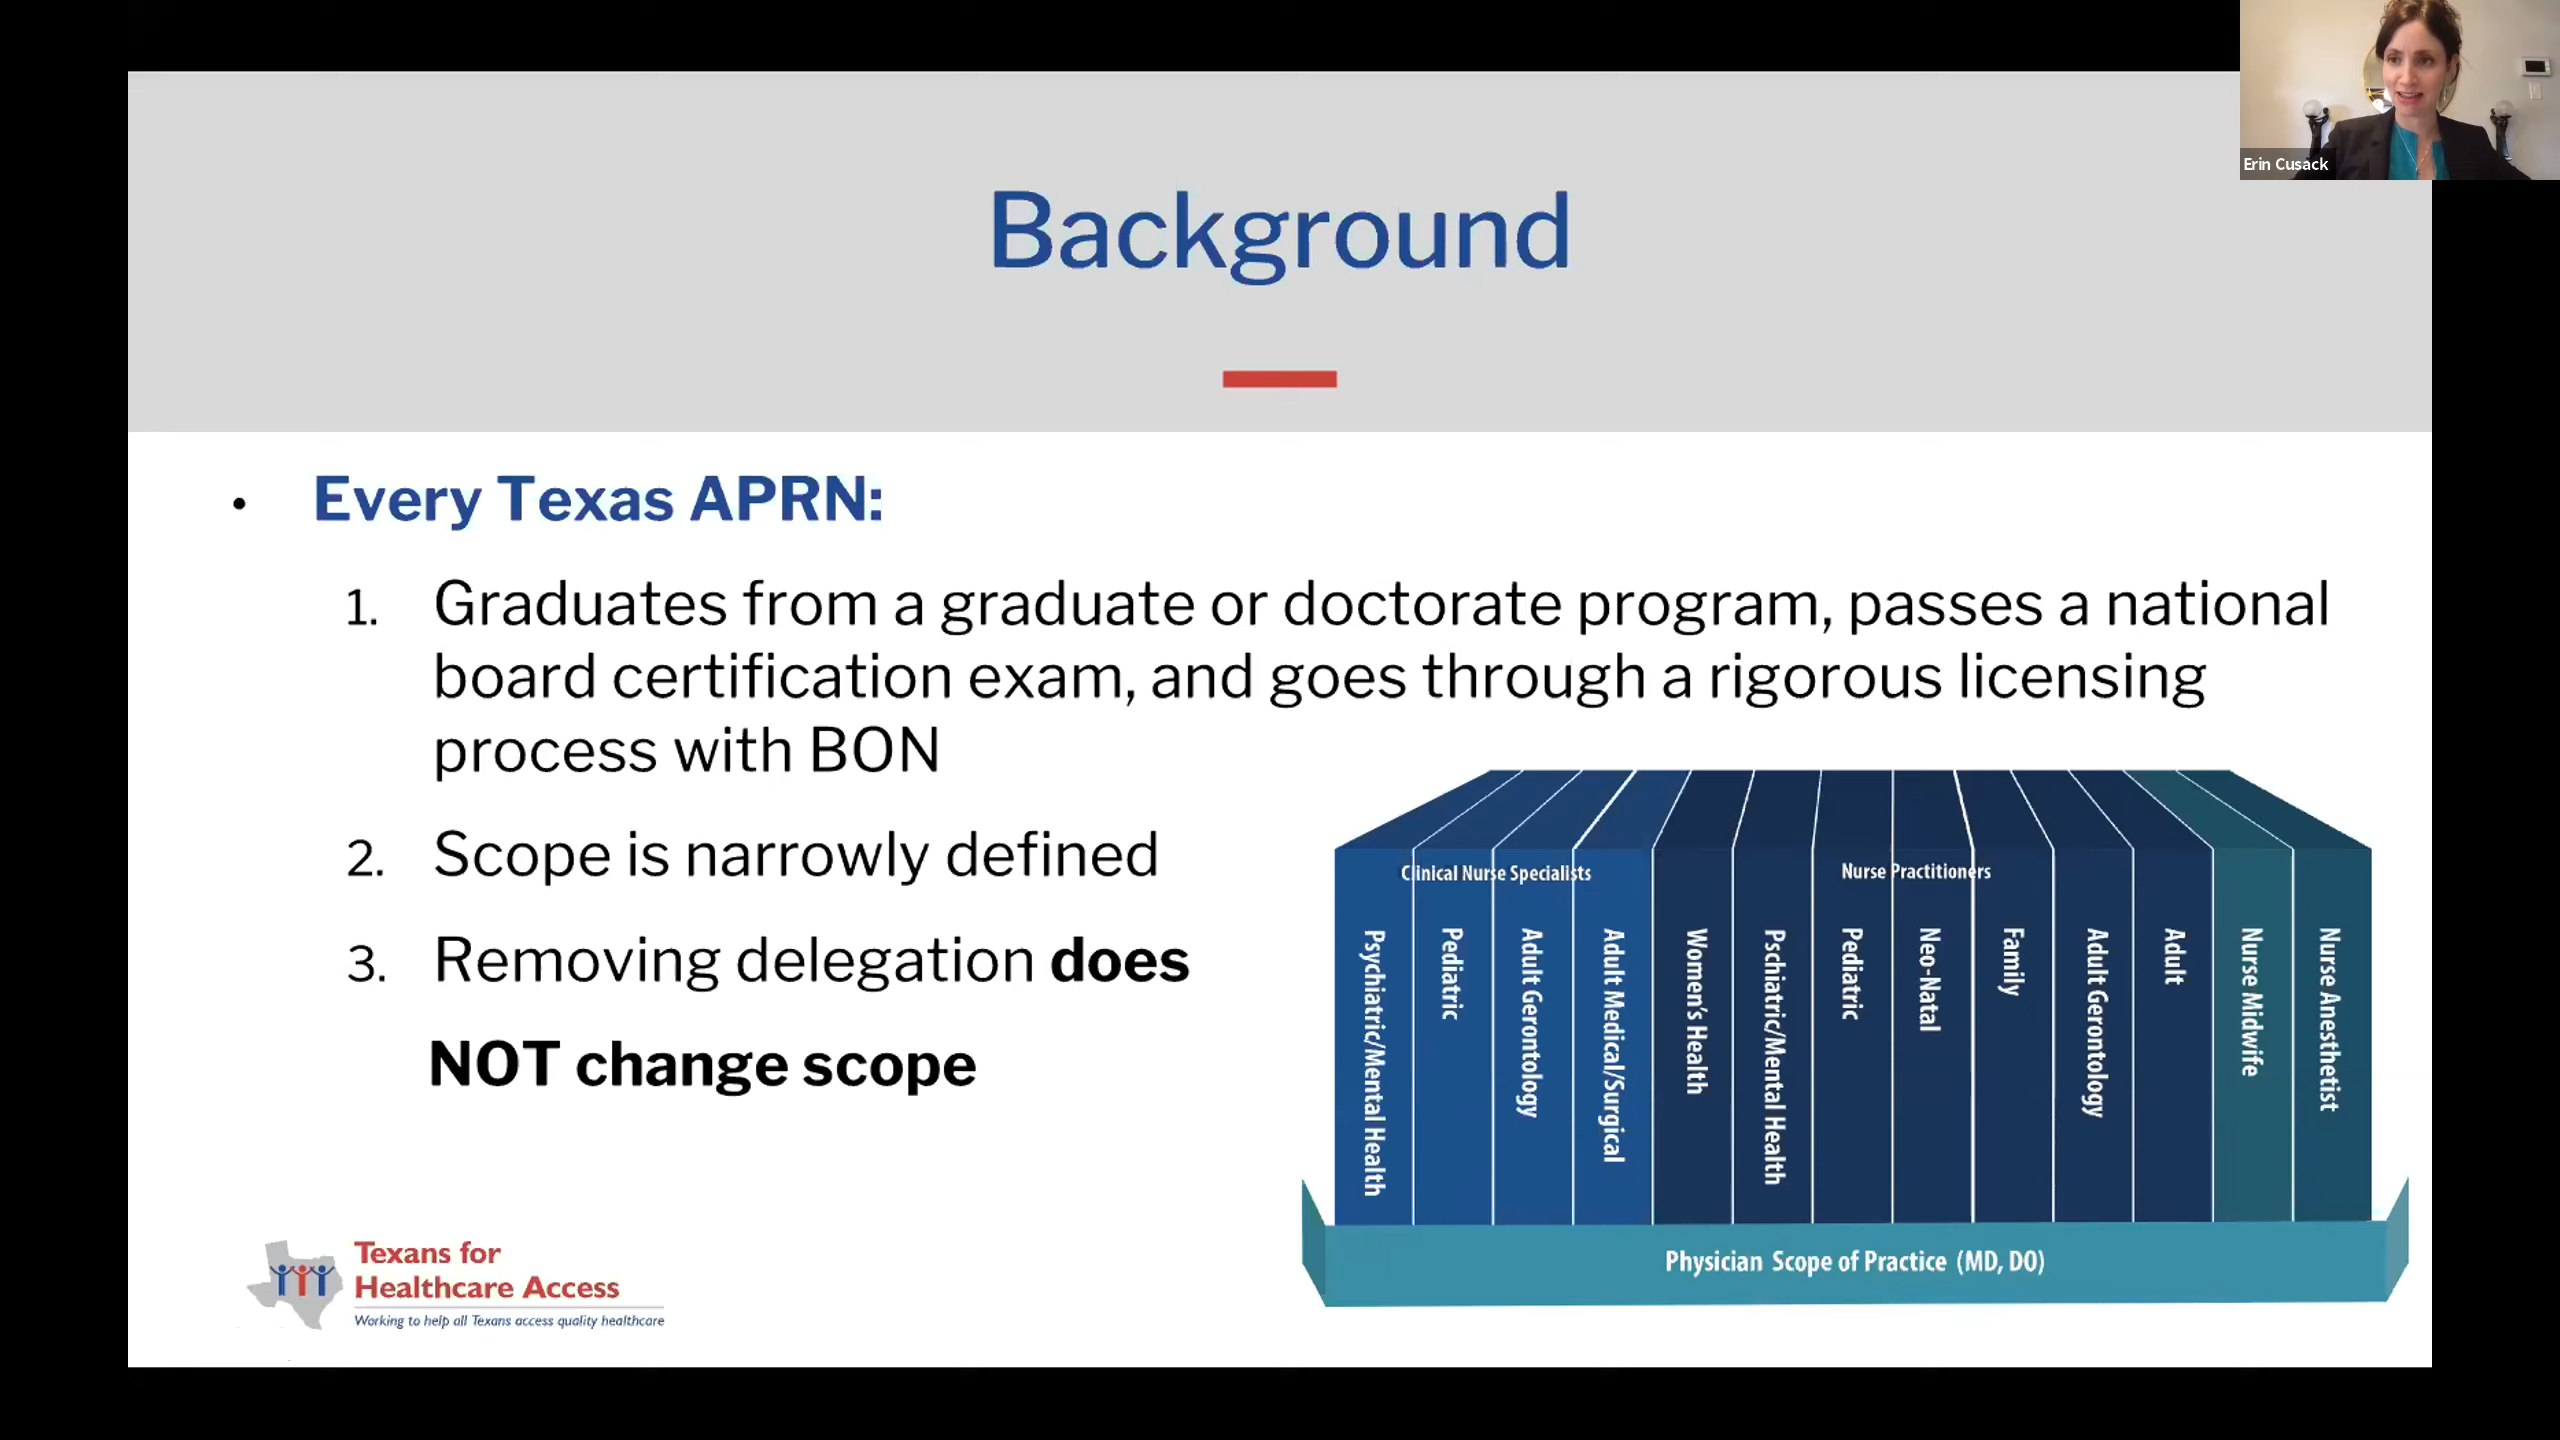 Background
Erin Cusack
• Every Texas APRN:
1. Graduates from a graduate or doctorate program, passes a national
board certification exam, and goes through a rigorous licensing
process with BON
2. Scope is narrowly defined
3. Removing delegation does
NOT change scope
Clinical Nurse Specialists
Nurse Practitioners
Psychiatric/Mental Health
Pediatric
Adult Gerontology
Adult Medical/Surgical
Women's Health
Pschiatric/Mental Health
Pediatric
Neo-Natal
Family
Adult Gerontology
Adult
Nurse Midwife
Nurse Anesthetist
Physician Scope of Practice (MD, DO)
Texans for
Healthcare Access
Working to help all Texans access quality healthcare